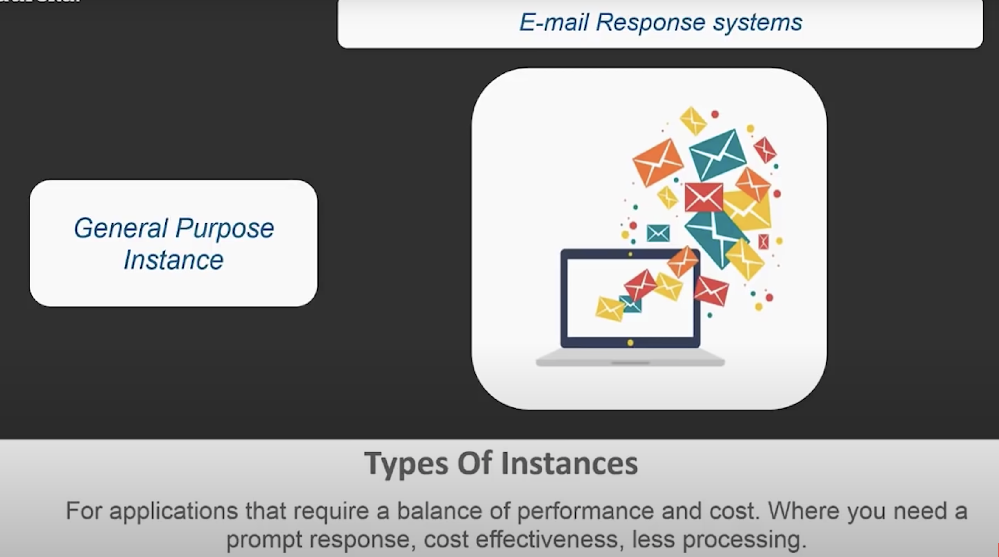 E-mail Response systems
General Purpose
Instance
Types Of Instances
For applications that require a balance of performance and cost. Where you need a
prompt response, cost effectiveness, less processing.